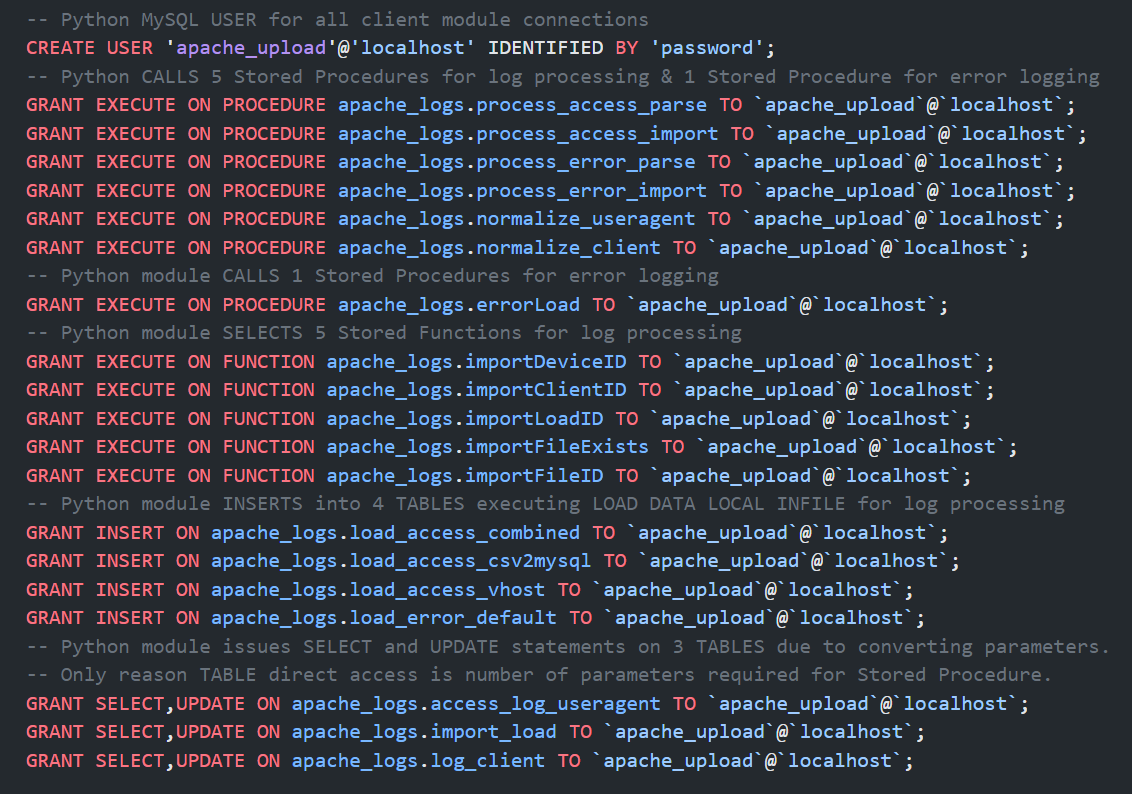 -- Python MySQL USER for all client module connections
CREATE USER 'apache_upload'@'localhost' IDENTIFIED BY 'password';
-- Python CALLS 5 Stored Procedures for log processing & 1 Stored Procedure for error logging
GRANT EXECUTE ON PROCEDURE apache_logs.process_access_parse TO `apache_upload`@`localhost`;
GRANT EXECUTE ON PROCEDURE apache_logs.process_access_import TO `apache_upload`@`localhost`;
GRANT EXECUTE ON PROCEDURE apache_logs.process_error_parse TO `apache_upload`@`localhost`;
GRANT EXECUTE ON PROCEDURE apache_logs.process_error_import TO `apache_upload`@`localhost`;
GRANT EXECUTE ON PROCEDURE apache_logs.normalize_useragent TO `apache_upload`@`localhost`;
GRANT EXECUTE ON PROCEDURE apache_logs.normalize_client TO `apache_upload`@`localhost`;
-- Python module CALLS 1 Stored Procedures for error logging
GRANT EXECUTE ON PROCEDURE apache_logs.errorLoad TO `apache_upload`@`localhost`;
-- Python module SELECTS 5 Stored Functions for log processing
GRANT EXECUTE ON FUNCTION apache_logs.importDeviceID TO `apache_upload`@`localhost`;
GRANT EXECUTE ON FUNCTION apache_logs.importClientID TO `apache_upload`@`localhost`;
GRANT EXECUTE ON FUNCTION apache_logs.importLoadID TO `apache_upload`@`localhost`;
GRANT EXECUTE ON FUNCTION apache_logs.importFileExists TO `apache_upload`@`localhost`;
GRANT EXECUTE ON FUNCTION apache_logs.importFileID TO `apache_upload`@`localhost`;
-- Python module INSERTS into 4 TABLES executing LOAD DATA LOCAL INFILE for log processing
GRANT INSERT ON apache_logs.load_access_combined TO `apache_upload`@`localhost`;
GRANT INSERT ON apache_logs.load_access_csv2mysql TO `apache_upload`@`localhost`;
GRANT INSERT ON apache_logs.load_access_vhost TO `apache_upload`@`localhost`;
GRANT INSERT ON apache_logs.load_error_default TO `apache_upload`@`localhost`;
-- Python module issues SELECT and UPDATE statements on 3 TABLES due to converting parameters.
-- Only reason TABLE direct access is number of parameters required for Stored Procedure.
GRANT SELECT,UPDATE ON apache_logs.access_log_useragent TO `apache_upload`@`localhost`;
GRANT SELECT,UPDATE ON apache_logs.import_load TO `apache_upload`@`localhost`;
GRANT SELECT,UPDATE ON apache_logs.log_client TO `apache_upload`@`localhost`;